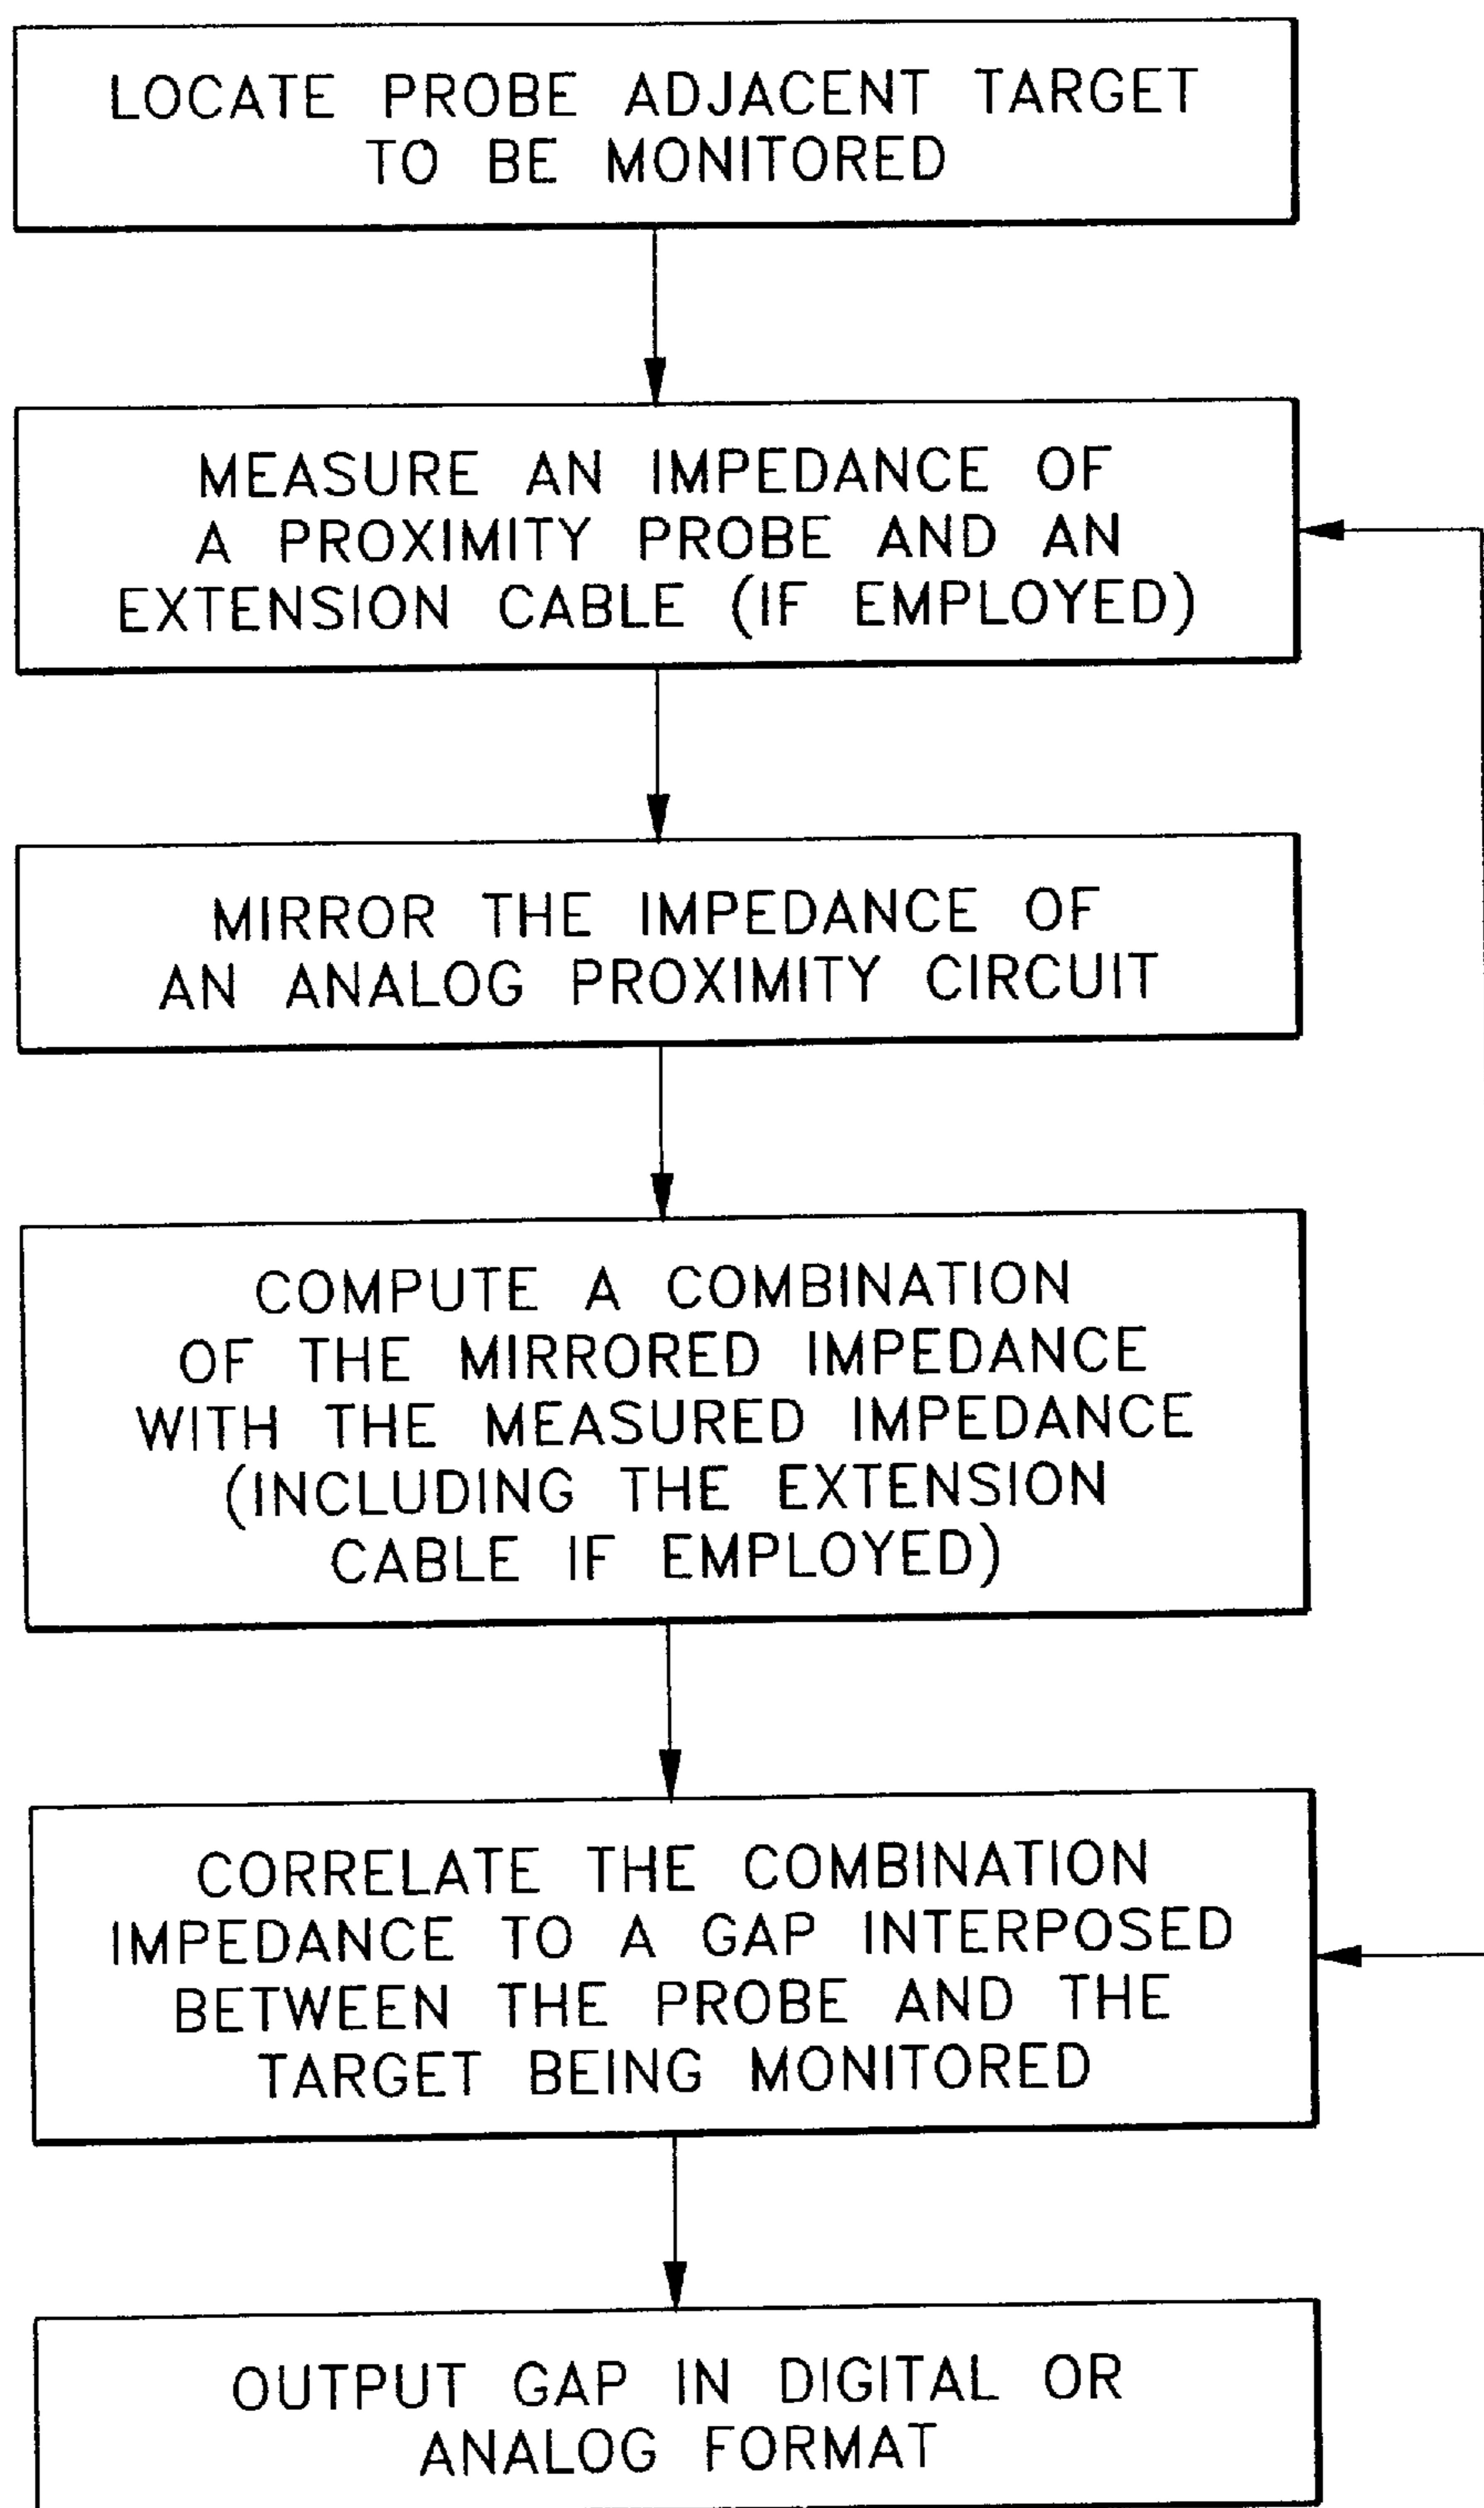 LOCATE PROBE ADJACENT TARGET
TO BE MONITORED
MEASURE AN IMPEDANCE OF
A PROXIMITY PROBE AND AN
EXTENSION CABLE (IF EMPLOYED)
MIRROR THE IMPEDANCE OF
AN ANALOG PROXIMITY CIRCUIT
COMPUTE A COMBINATION
OF THE MIRRORED IMPEDANCE
WITH THE MEASURED IMPEDANCE
(INCLUDING THE EXTENSION
CABLE IF EMPLOYED)
CORRELATE THE COMBINATION
IMPEDANCE TO A GAP INTERPOSED
BETWEEN THE PROBE AND THE
TARGET BEING MONITORED
OUTPUT GAP IN DIGITAL OR
ANALOG FORMAT